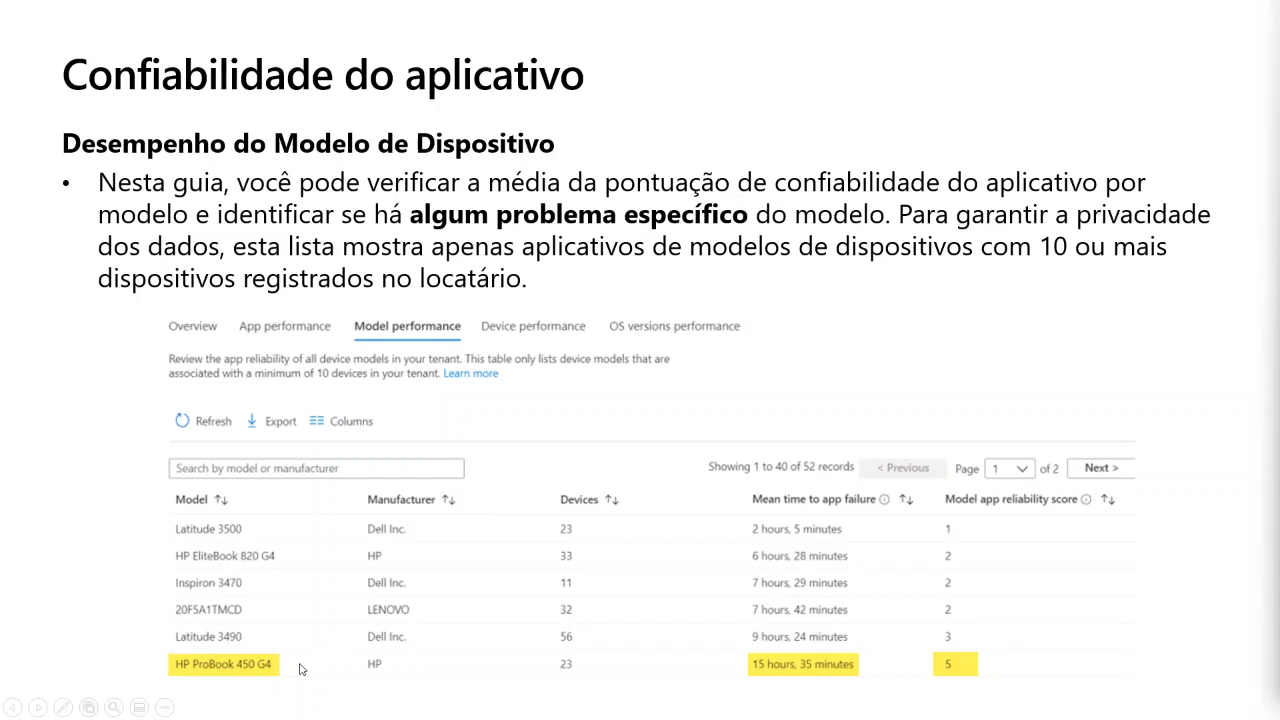 Confiabilidade do aplicativo
Desempenho do Modelo de Dispositivo
• Nesta guia, você pode verificar a média da pontuação de confiabilidade do aplicativo por
modelo e identificar se há algum problema específico do modelo. Para garantir a privacidade
dos dados, esta lista mostra apenas aplicativos de modelos de dispositivos com 10 ou mais
dispositivos registrados no locatário.
Overview App performance Model performance Device performance OS versions performance
Review the app reliability of all device models in your tenant. This table only lists device models that are
associated with a minimum of 10 devices in your tenant. Learn more
Refresh Export Columns
Search by model or manufacturer Showing 1 to 40 of 52 records < Previous Page 1 of 2 Next >
Model Manufacturer Devices Mean time to app failure Model app reliability score
Latitude 3500 Dell Inc. 23 2 hours, 5 minutes 1
HP EliteBook 820 G4 HP 33 6 hours, 28 minutes 2
Inspiron 3470 Dell Inc. 11 7 hours, 29 minutes 2
20F5A1TMCD LENOVO 32 7 hours, 42 minutes 2
Latitude 3490 Dell Inc. 56 9 hours, 24 minutes 3
HP ProBook 450 G4 HP 23 15 hours, 35 minutes 5